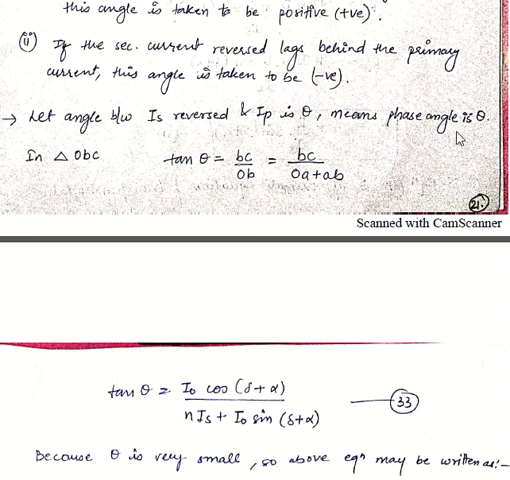 this angle is taken to be positive (+ve).
(ii) If the sec. current reversed lags behind the primary
current, this angle is taken to be (-ve).
→ Let angle b/w Is reversed & Ip is θ, means phase angle is θ.
In △ obc tan θ = bc/ob = bc/(oa+ab)
21.
Scanned with CamScanner
tan θ = I₀ cos (δ+α) / (nIs + I₀ sin (δ+α)) — (33)
Because θ is very small, so above eqⁿ may be written as:-